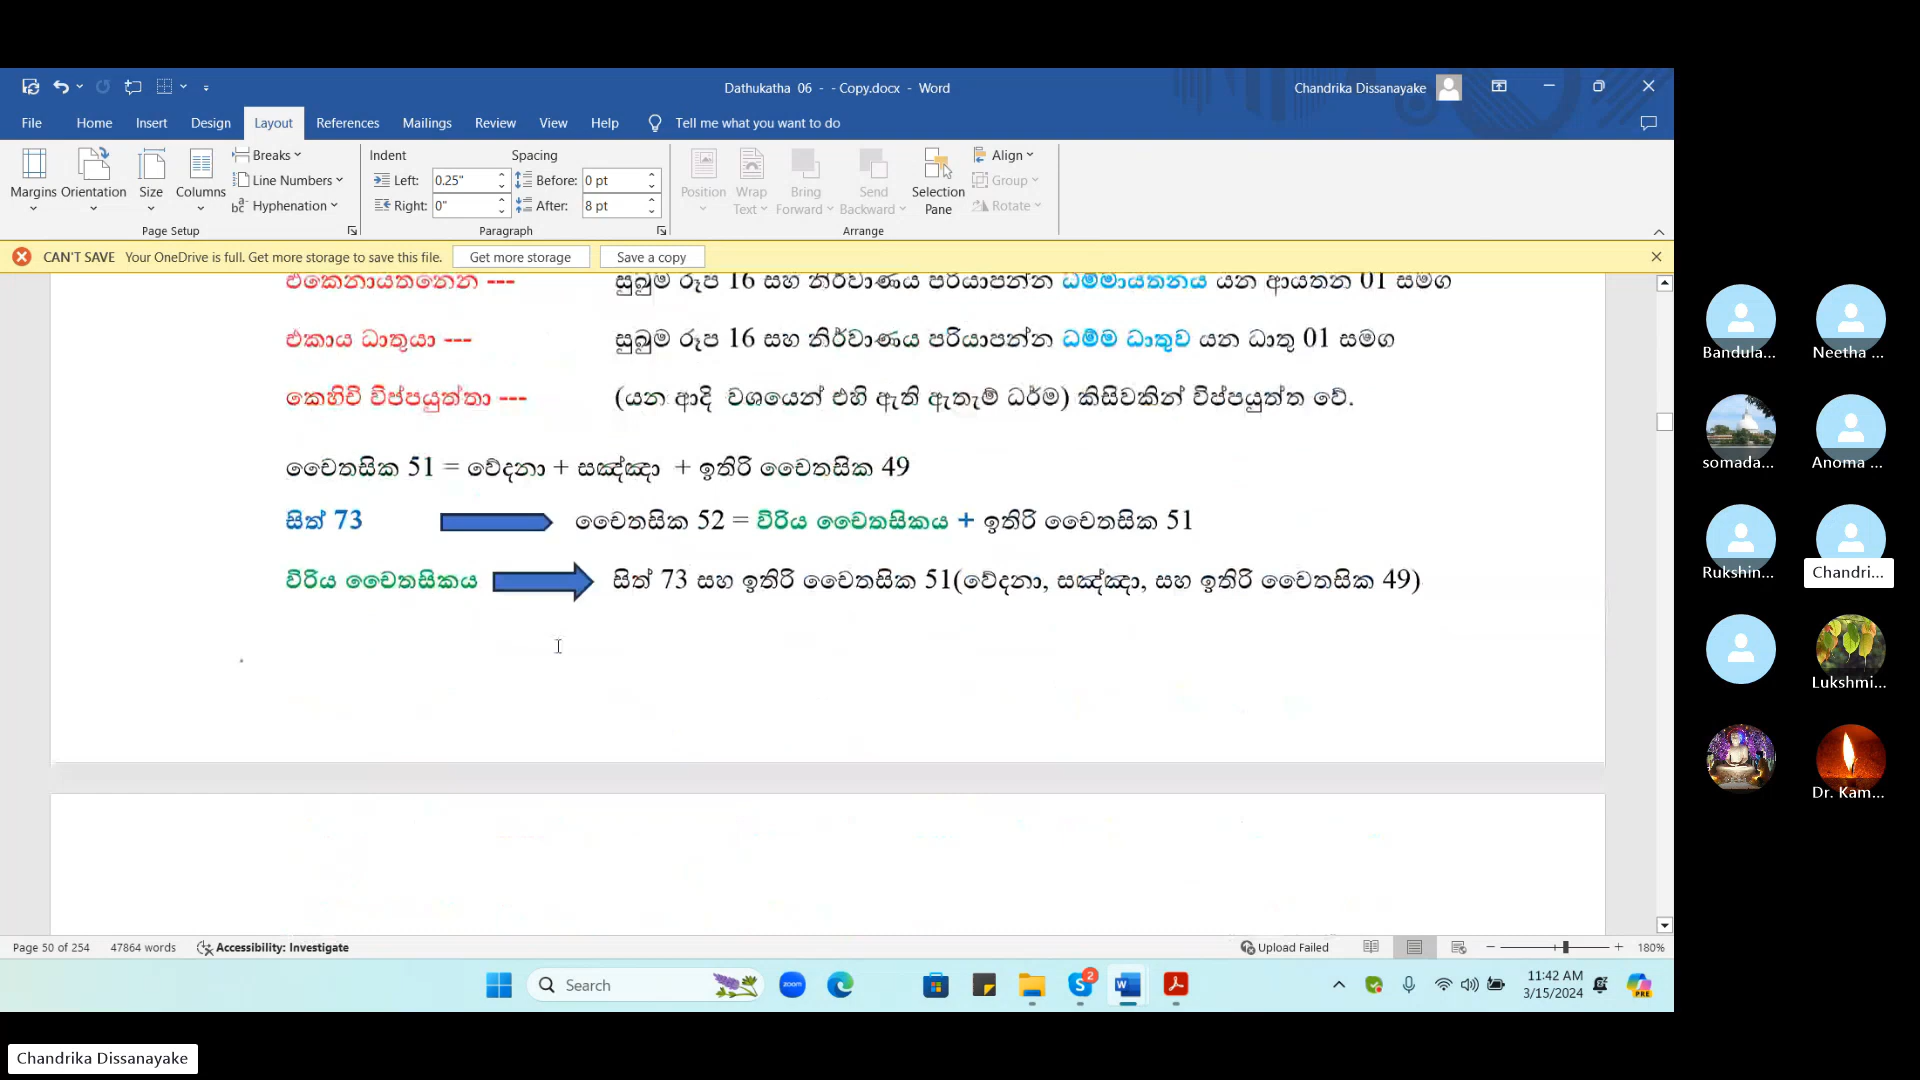 Dathukatha 06 - - Copy.docx - Word
Chandrika Dissanayake
File Home Insert Design Layout References Mailings Review View Help Tell me what you want to do
Margins Orientation Size Columns
Breaks
Line Numbers
Hyphenation
Page Setup
Indent Spacing
Left: 0.25" Before: 0 pt
Right: 0" After: 8 pt
Paragraph
Position Wrap Text Bring Forward Send Backward Selection Pane
Align
Group
Rotate
Arrange
CAN'T SAVE Your OneDrive is full. Get more storage to save this file. Get more storage Save a copy
එකෙනායතනෙන --- සුඛුම රූප 16 සහ නිර්වාණය පරියාපන්න ධම්මායතනය යන ආයතන 01 සමග
එකාය ධාතුයා --- සුඛුම රූප 16 සහ නිර්වාණය පරියාපන්න ධම්ම ධාතුව යන ධාතු 01 සමග
කෙහිචි විප්පයුත්තා --- (යන ආදි වශයෙන් එහි ඇති ඇතැම් ධර්ම) කිසිවකින් විප්පයුත්ත වේ.
චෛතසික 51 = වේදනා + සඤ්ඤා + ඉතිරි චෛතසික 49
සිත් 73 චෛතසික 52 = විරිය චෛතසිකය + ඉතිරි චෛතසික 51
විරිය චෛතසිකය සිත් 73 සහ ඉතිරි චෛතසික 51(වේදනා, සඤ්ඤා, සහ ඉතිරි චෛතසික 49)
Page 50 of 254 47864 words Accessibility: Investigate Upload Failed 180%
Search zoom 2
11:42 AM
3/15/2024
PRE
Bandula... Neetha ...
somada... Anoma ...
Rukshin... Chandri...
Lukshmi...
Dr. Kam...
Chandrika Dissanayake